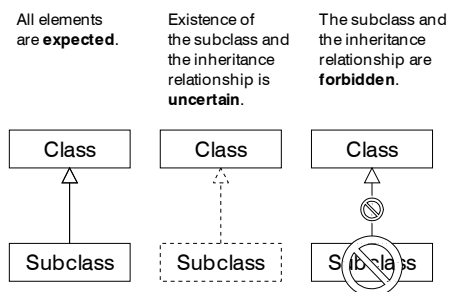 All elements
are expected.
Existence of
the subclass and
the inheritance
relationship is
uncertain.
The subclass and
the inheritance
relationship are
forbidden.
Class
Class
Class
Subclass
Subclass
Subclass